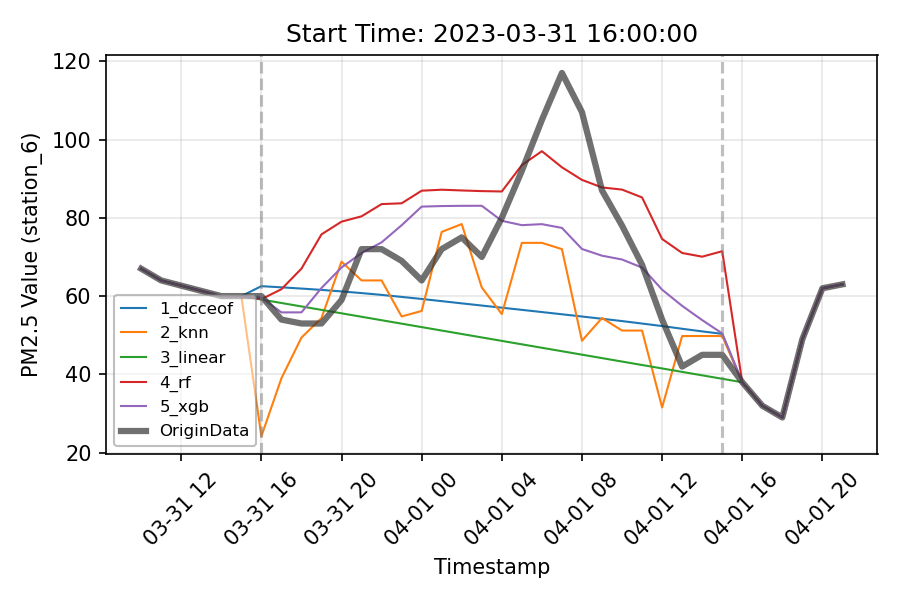 Start Time: 2023-03-31 16:00:00
PM2.5 Value (station_6)
120
100
80
60
40
20
1_dcceof
2_knn
3_linear
4_rf
5_xgb
OriginData
03-31 12
03-31 16
03-31 20
04-01 00
04-01 04
04-01 08
04-01 12
04-01 16
04-01 20
Timestamp